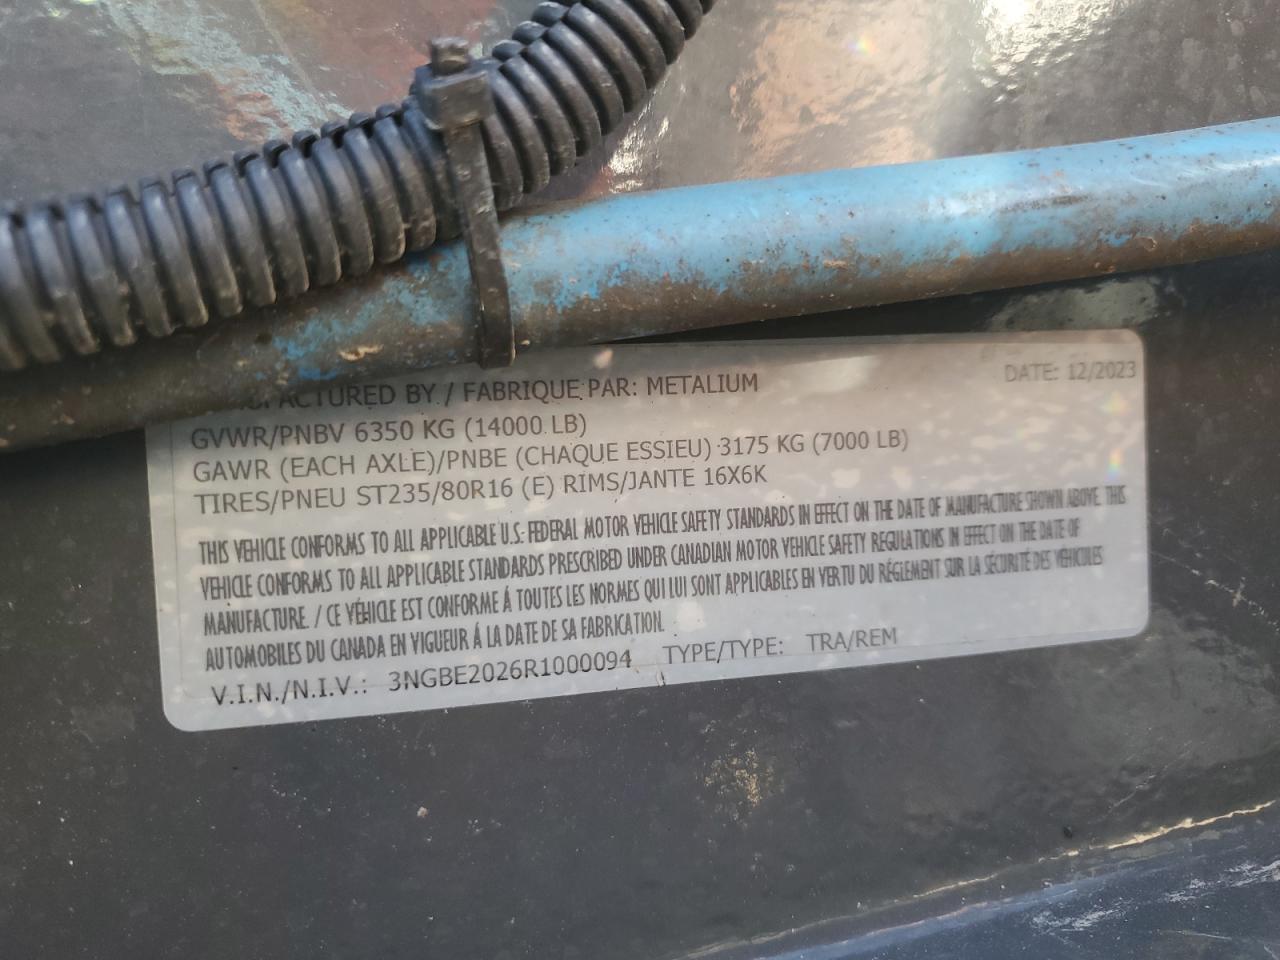 MANUFACTURED BY / FABRIQUE PAR: METALIUM DATE: 12/2023
GVWR/PNBV 6350 KG (14000 LB)
GAWR (EACH AXLE)/PNBE (CHAQUE ESSIEU) 3175 KG (7000 LB)
TIRES/PNEU ST235/80R16 (E) RIMS/JANTE 16X6K
THIS VEHICLE CONFORMS TO ALL APPLICABLE U.S. FEDERAL MOTOR VEHICLE SAFETY STANDARDS IN EFFECT ON THE DATE OF MANUFACTURE SHOWN ABOVE. THIS
VEHICLE CONFORMS TO ALL APPLICABLE STANDARDS PRESCRIBED UNDER CANADIAN MOTOR VEHICLE SAFETY REGULATIONS IN EFFECT ON THE DATE OF
MANUFACTURE. / CE VÉHICLE EST CONFORME Á TOUTES LES NORMES QUI LUI SONT APPLICABLES EN VERTU DU RÉGLEMENT SUR LA SÉCURITÉ DES VÉHICULES
AUTOMOBILES DU CANADA EN VIGUEUR Á LA DATE DE SA FABRICATION.
V.I.N./N.I.V.: 3NGBE2026R1000094 TYPE/TYPE: TRA/REM